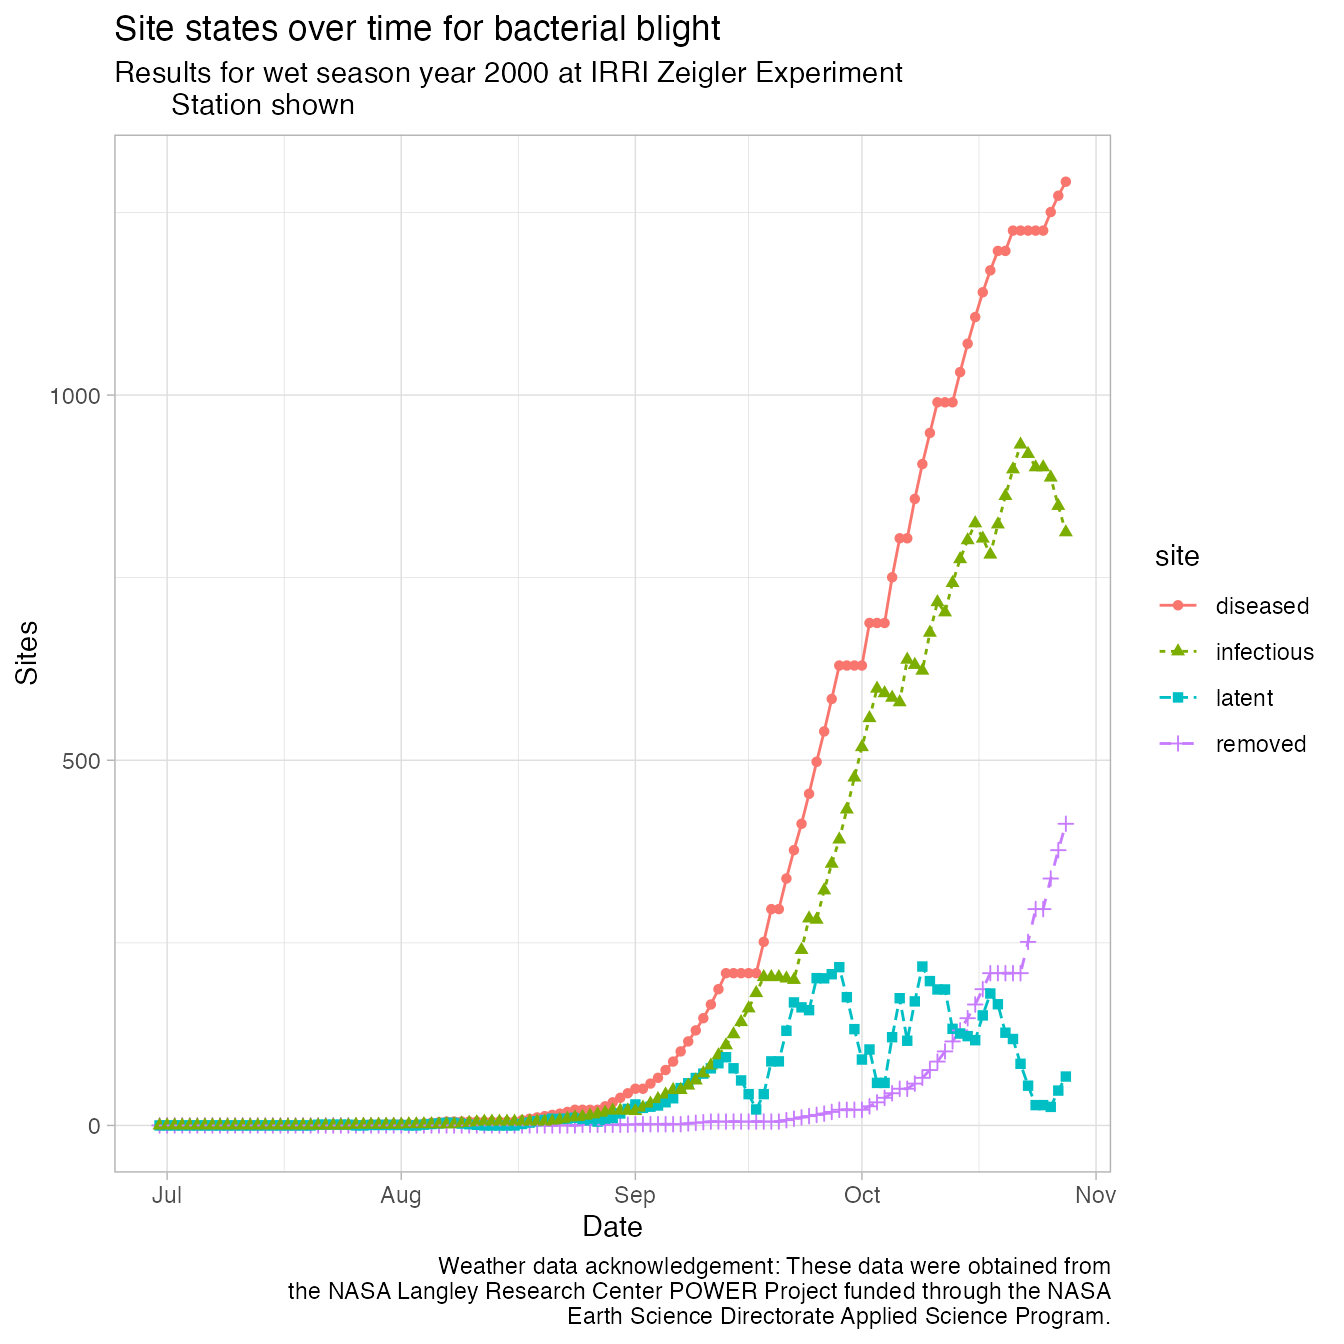 Site states over time for bacterial blight
Results for wet season year 2000 at IRRI Zeigler Experiment
Station shown
Sites
1000
500
0
Jul
Aug
Sep
Oct
Nov
Date
site
diseased
infectious
latent
removed
Weather data acknowledgement: These data were obtained from
the NASA Langley Research Center POWER Project funded through the NASA
Earth Science Directorate Applied Science Program.